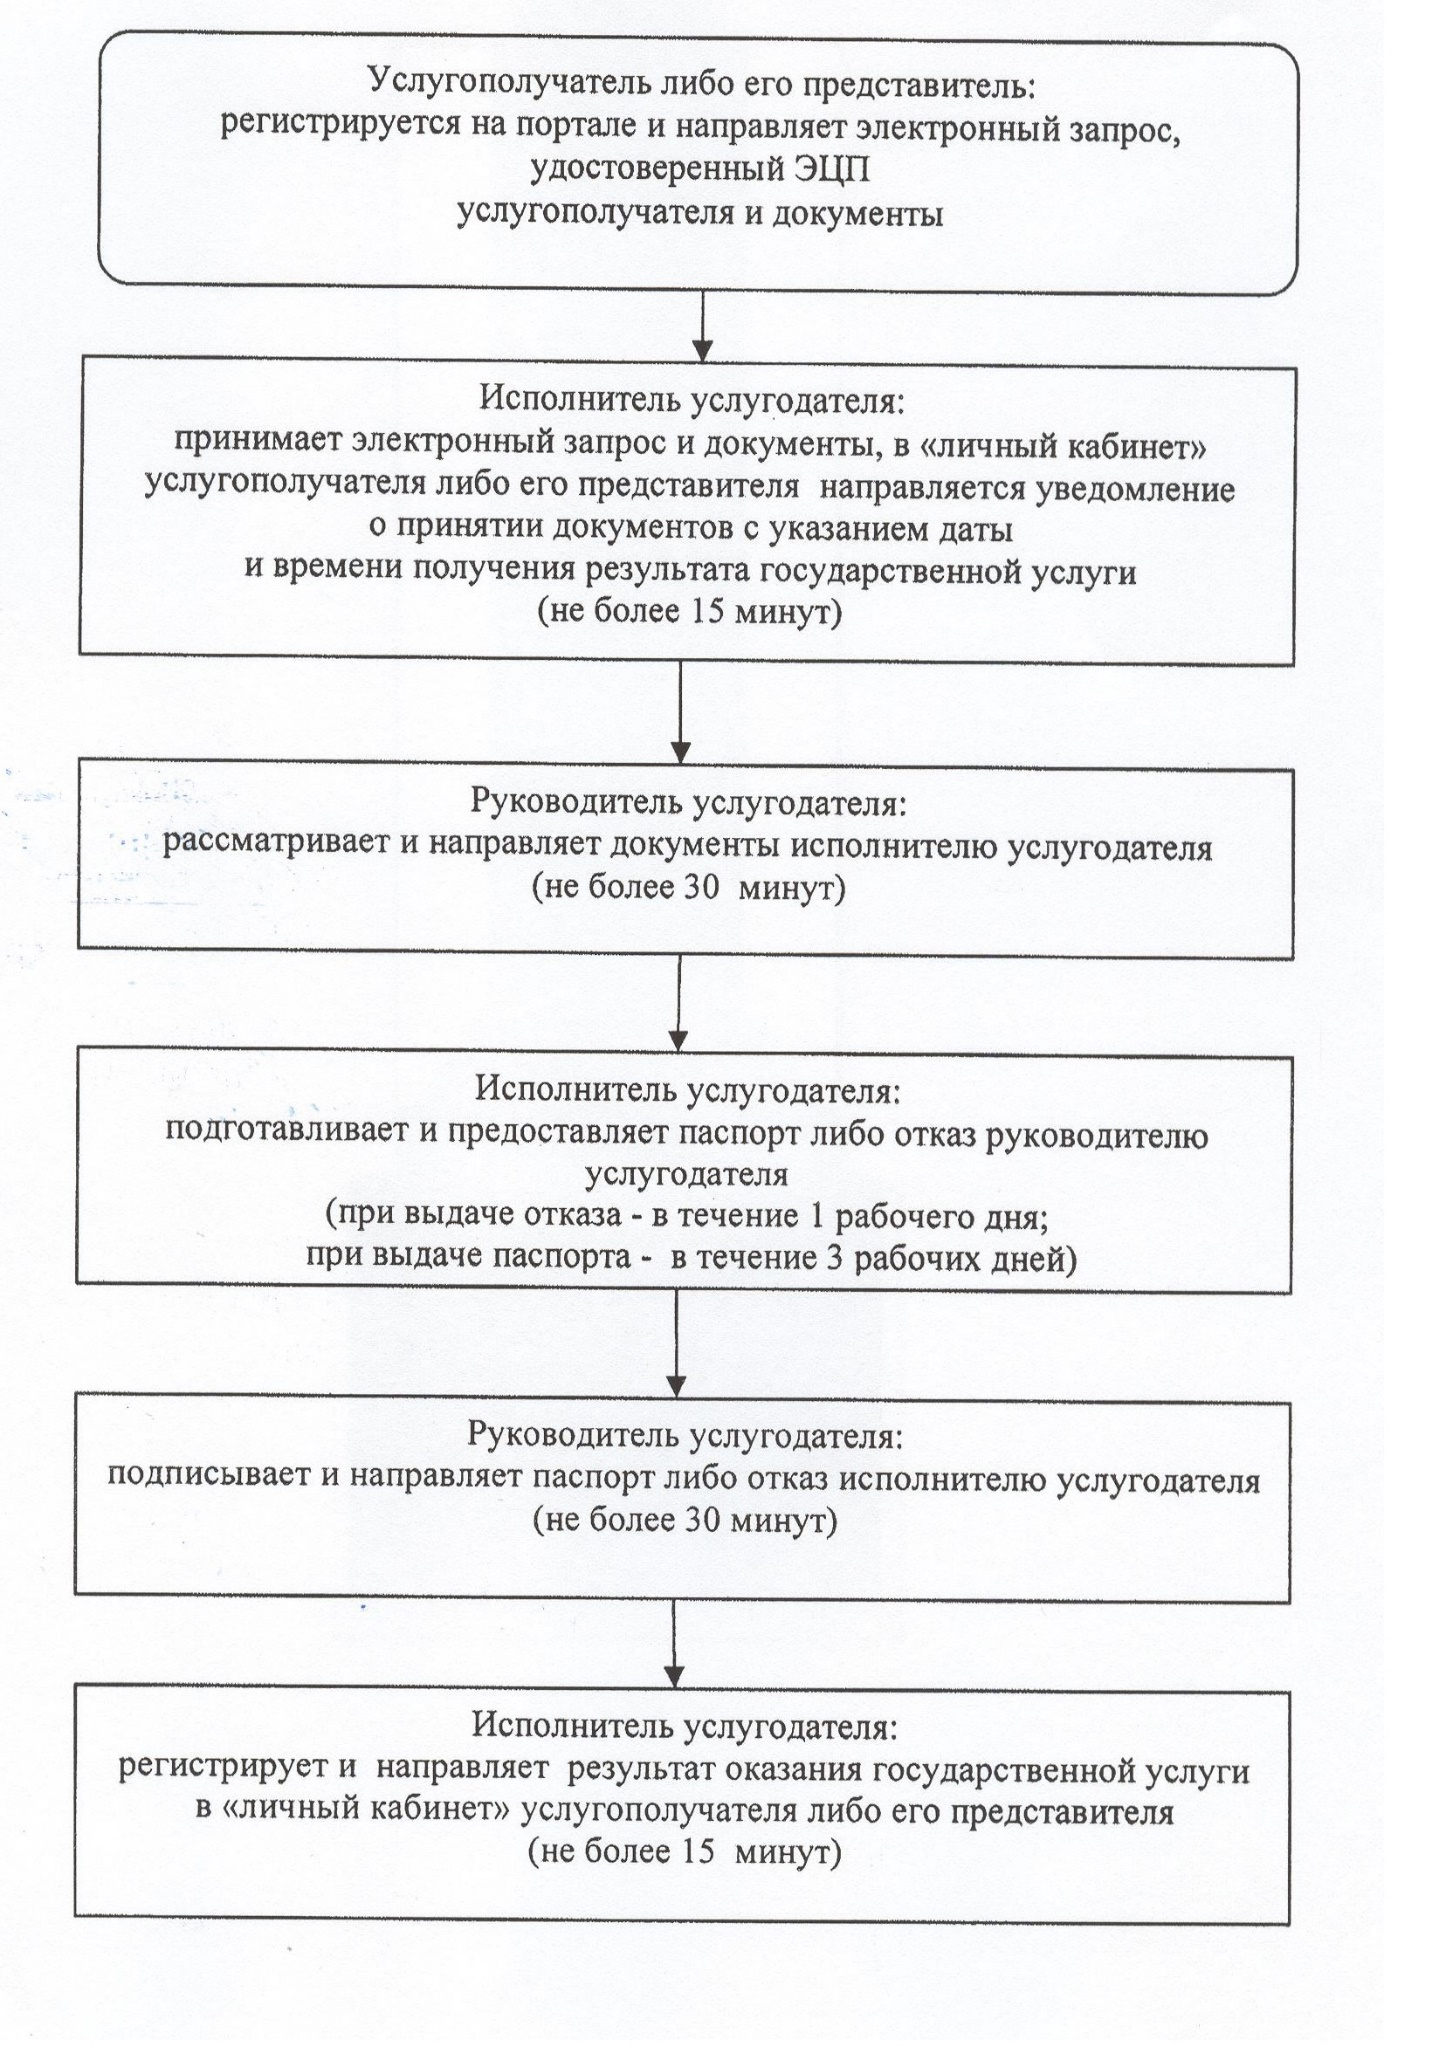 Услугополучатель либо его представитель:
регистрируется на портале и направляет электронный запрос,
удостоверенный ЭЦП
услугополучателя и документы
Исполнитель услугодателя:
принимает электронный запрос и документы, в «личный кабинет»
услугополучателя либо его представителя направляется уведомление
о принятии документов с указанием даты
и времени получения результата государственной услуги
(не более 15 минут)
Руководитель услугодателя:
рассматривает и направляет документы исполнителю услугодателя
(не более 30 минут)
Исполнитель услугодателя:
подготавливает и предоставляет паспорт либо отказ руководителю
услугодателя
(при выдаче отказа - в течение 1 рабочего дня;
при выдаче паспорта - в течение 3 рабочих дней)
Руководитель услугодателя:
подписывает и направляет паспорт либо отказ исполнителю услугодателя
(не более 30 минут)
Исполнитель услугодателя:
регистрирует и направляет результат оказания государственной услуги
в «личный кабинет» услугополучателя либо его представителя
(не более 15 минут)